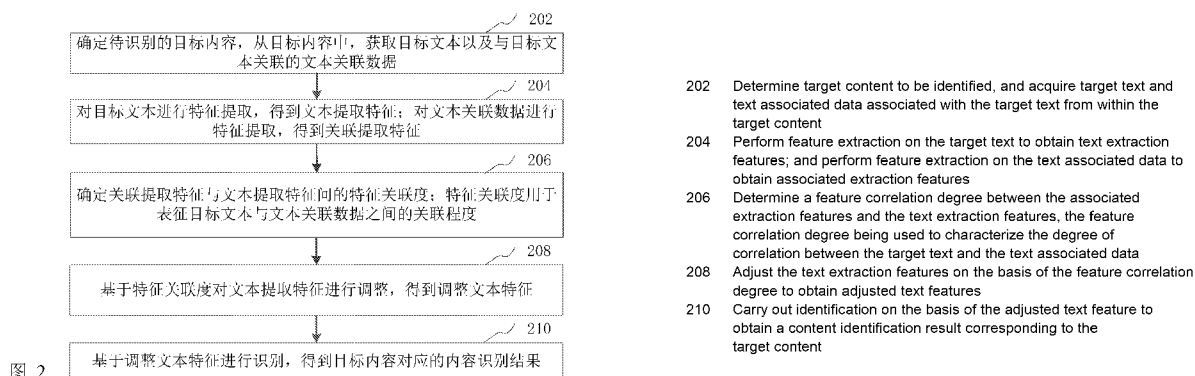 202
确定待识别的目标内容，从目标内容中，获取目标文本以及与目标文
本关联的文本关联数据
204
对目标文本进行特征提取，得到文本提取特征；对文本关联数据进行
特征提取，得到关联提取特征
206
确定关联提取特征与文本提取特征间的特征关联度；特征关联度用于
表征目标文本与文本关联数据之间的关联程度
208
基于特征关联度对文本提取特征进行调整，得到调整文本特征
210
基于调整文本特征进行识别，得到目标内容对应的内容识别结果
图 2
202 Determine target content to be identified, and acquire target text and
text associated data associated with the target text from within the
target content
204 Perform feature extraction on the target text to obtain text extraction
features; and perform feature extraction on the text associated data to
obtain associated extraction features
206 Determine a feature correlation degree between the associated
extraction features and the text extraction features, the feature
correlation degree being used to characterize the degree of
correlation between the target text and the text associated data
208 Adjust the text extraction features on the basis of the feature correlation
degree to obtain adjusted text features
210 Carry out identification on the basis of the adjusted text feature to
obtain a content identification result corresponding to the
target content